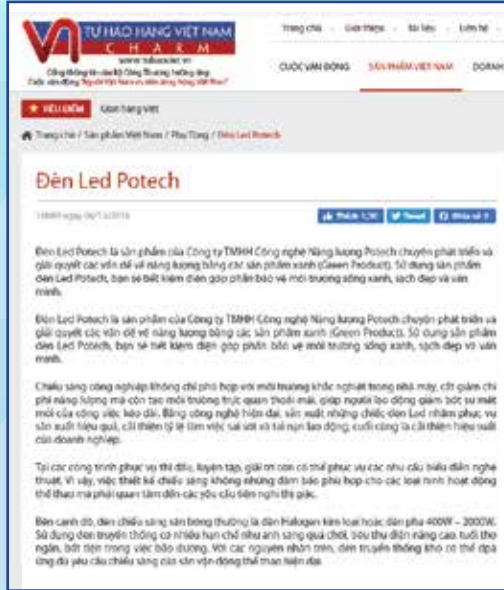 TỰ HÀO HÀNG VIỆT NAM
CHARM
Trang chủ Giới thiệu Tài liệu Liên hệ
CUỘC VẬN ĐỘNG SẢN PHẨM VIỆT NAM DOANH
TIÊU ĐIỂM Gian hàng Việt
Trang chủ / Sản phẩm Việt Nam / Phụ Tùng / Đèn Led Potech
Đèn Led Potech
Thích Tweet Chia sẻ
Đèn Led Potech là sản phẩm của Công ty TNHH Công nghệ Năng lượng Potech chuyên phát triển và
giải quyết các vấn đề về năng lượng bằng các sản phẩm xanh (Green Product). Sử dụng sản phẩm
đèn Led Potech, bạn sẽ tiết kiệm điện góp phần bảo vệ môi trường sống xanh, sạch đẹp và văn
minh.
Đèn Led Potech là sản phẩm của Công ty TNHH Công nghệ Năng lượng Potech chuyên phát triển và
giải quyết các vấn đề về năng lượng bằng các sản phẩm xanh (Green Product). Sử dụng sản phẩm
đèn Led Potech, bạn sẽ tiết kiệm điện góp phần bảo vệ môi trường sống xanh, sạch đẹp và văn
minh.
Chiếu sáng công nghiệp không chỉ phù hợp với môi trường khắc nghiệt trong nhà máy, cắt giảm chi
phí năng lượng mà còn tạo môi trường trực quan thoải mái, giúp người lao động giảm bớt sự mệt
mỏi của công việc kéo dài. Bằng công nghệ hiện đại, sản xuất những chiếc đèn Led nhằm phục vụ
sản xuất hiệu quả, cải thiện tỷ lệ làm việc sai sót và tai nạn lao động, cuối cùng là cải thiện hiệu suất
của doanh nghiệp.
Tại các công trình phục vụ thi đấu, luyện tập, giải trí còn có thể phục vụ các nhu cầu biểu diễn nghệ
thuật. Vì vậy, việc thiết kế chiếu sáng không những đảm bảo phù hợp cho các loại hình hoạt động
thể thao mà phải quan tâm đến các yêu cầu tiện nghi thị giác.
Bên cạnh đó, đèn chiếu sáng sân bóng thường là đèn Halogen kim loại hoặc đèn pha 400W – 2000W.
Sử dụng đèn truyền thống có nhiều hạn chế như ánh sáng quá chói, tiêu thụ điện năng cao, tuổi thọ
ngắn, bất tiện trong việc bảo dưỡng. Với các nguyên nhân trên, đèn truyền thống khó có thể đáp
ứng đủ yêu cầu chiếu sáng của sân vận động thể thao hiện đại.